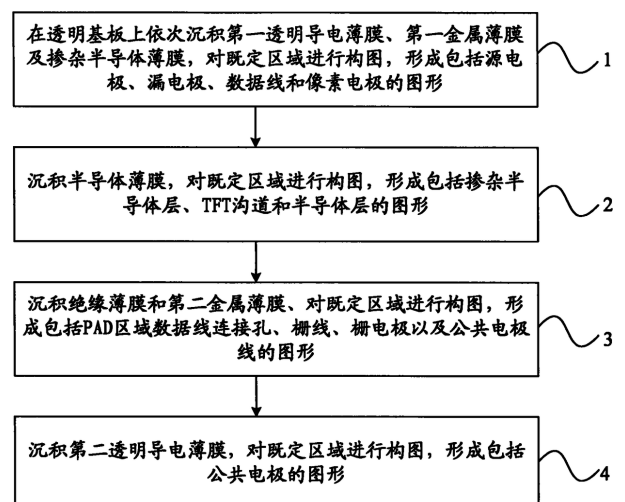 在透明基板上依次沉积第一透明导电薄膜、第一金属薄膜
及掺杂半导体薄膜，对既定区域进行构图，形成包括源电
极、漏电极、数据线和像素电极的图形
1
沉积半导体薄膜，对既定区域进行构图，形成包括掺杂半
导体层、TFT沟道和半导体层的图形
2
沉积绝缘薄膜和第二金属薄膜、对既定区域进行构图，形
成包括PAD区域数据线连接孔、栅线、栅电极以及公共电极
线的图形
3
沉积第二透明导电薄膜，对既定区域进行构图，形成包括
公共电极的图形
4